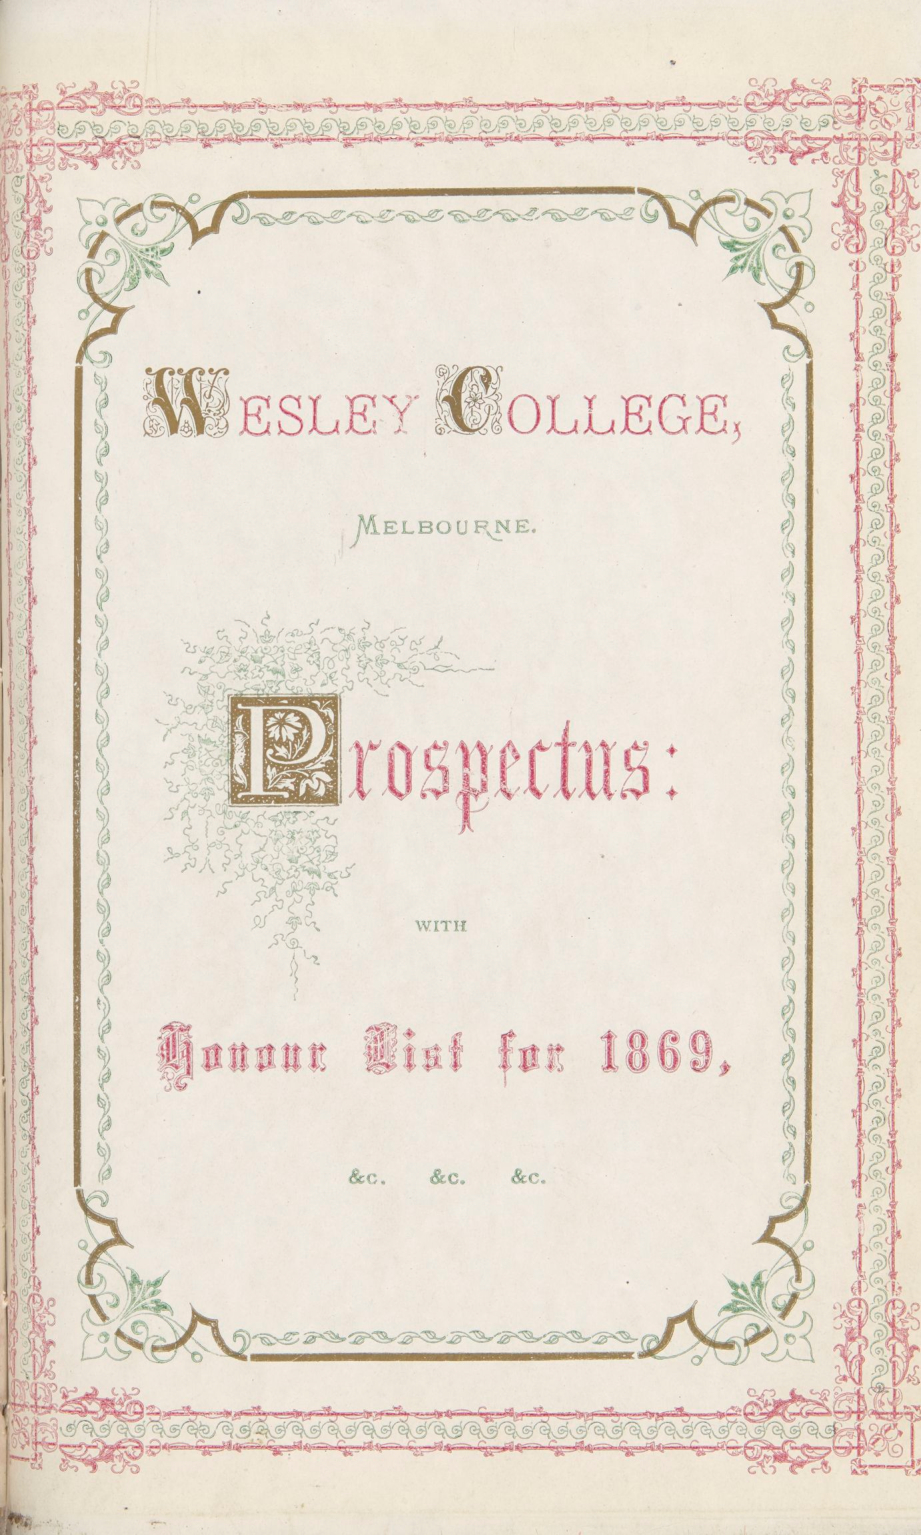 WESLEY COLLEGE,
MELBOURNE.
Prospectus:
WITH
Honour List for 1869,
&C. &C. &C.